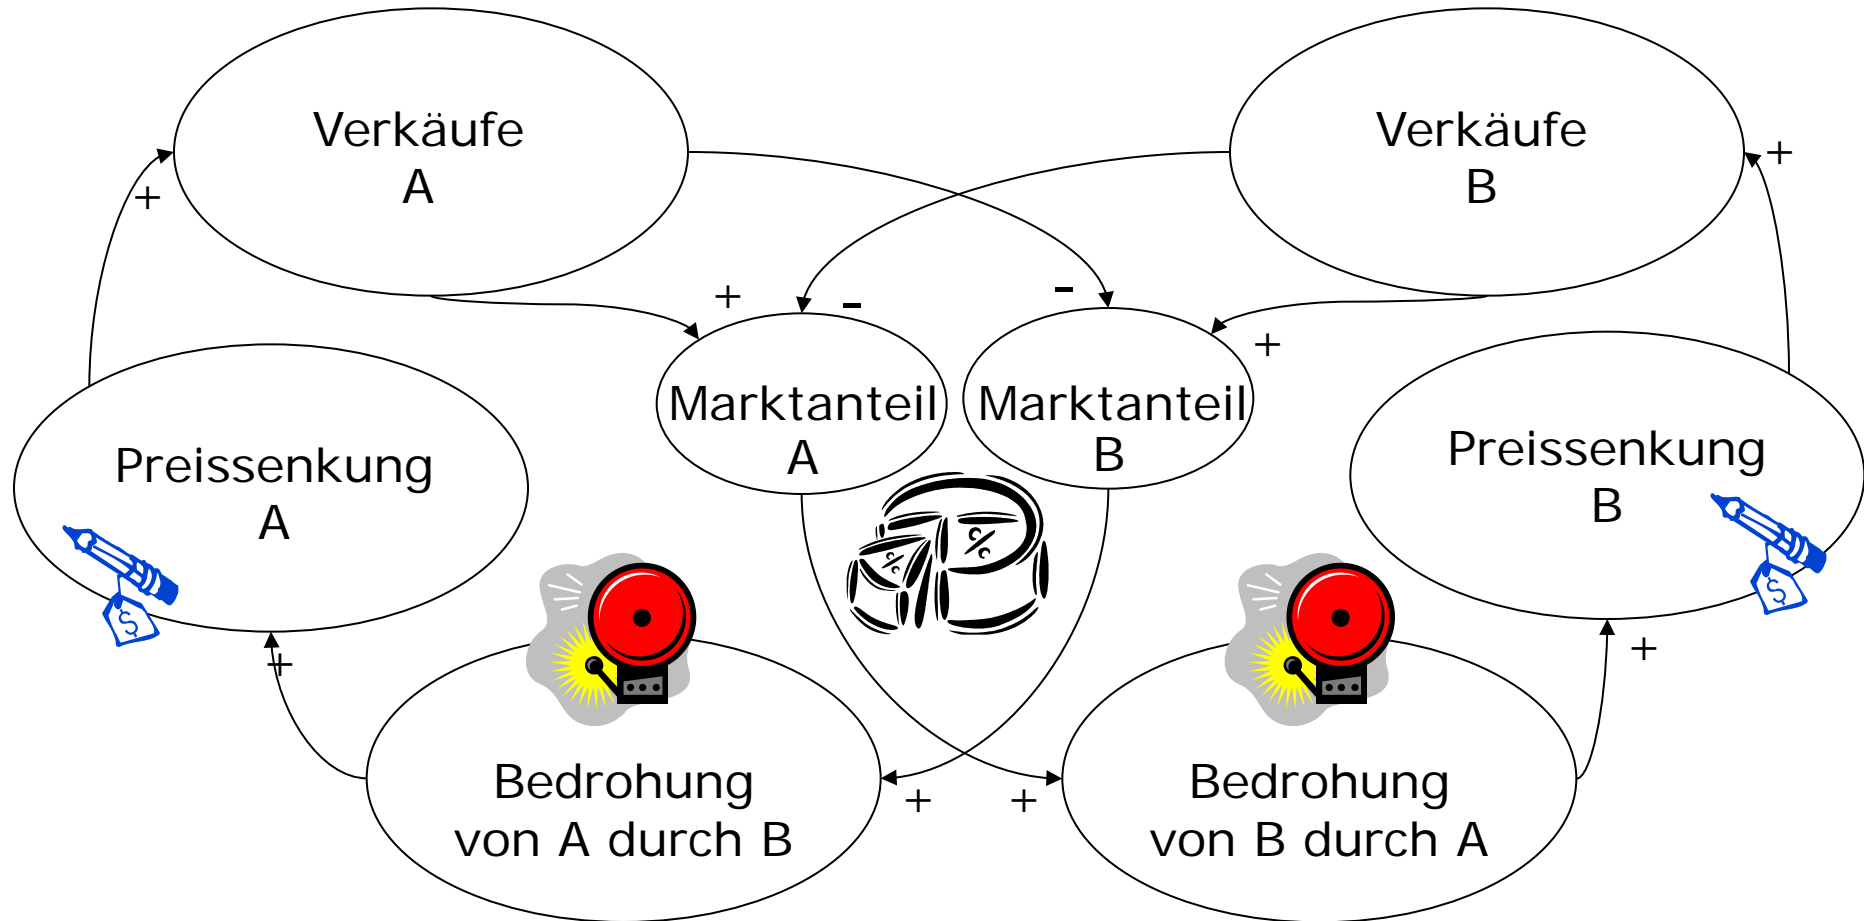 Verkäufe
A
Verkäufe
B
+
+
+
-
-
+
Marktanteil
A
Marktanteil
B
Preissenkung
A
Preissenkung
B
$
$
%
%
+
+
Bedrohung
von A durch B
+
+
Bedrohung
von B durch A